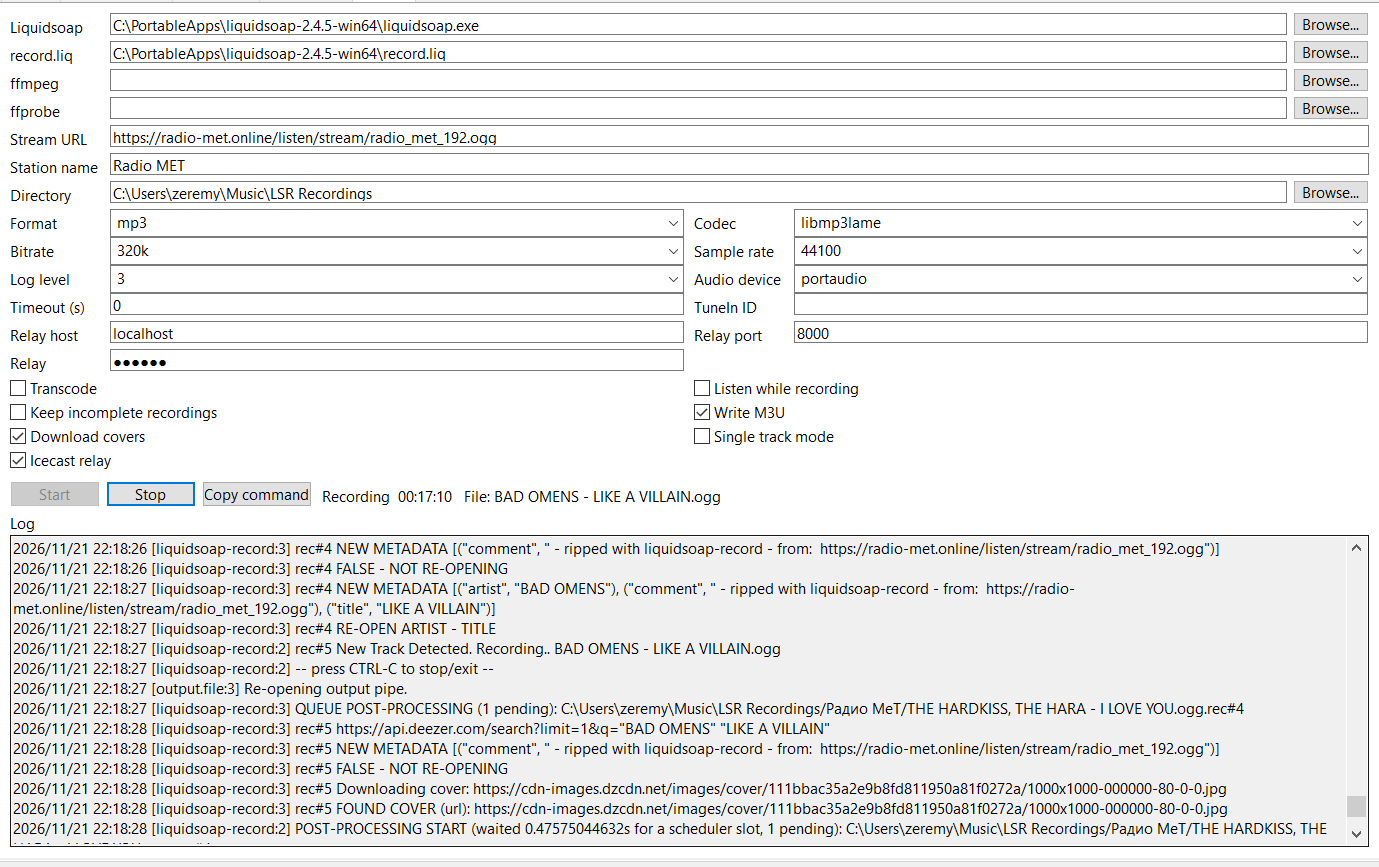 Liquidsoap C:\PortableApps\liquidsoap-2.4.5-win64\liquidsoap.exe Browse...
record.liq C:\PortableApps\liquidsoap-2.4.5-win64\record.liq Browse...
ffmpeg Browse...
ffprobe Browse...
Stream URL https://radio-met.online/listen/stream/radio_met_192.ogg
Station name Radio MET
Directory C:\Users\zeremy\Music\LSR Recordings Browse...
Format mp3 Codec libmp3lame
Bitrate 320k Sample rate 44100
Log level 3 Audio device portaudio
Timeout (s) 0 TuneIn ID
Relay host localhost Relay port 8000
Relay ●●●●●●
Transcode Listen while recording
Keep incomplete recordings Write M3U
Download covers Single track mode
Icecast relay
Start Stop Copy command Recording 00:17:10 File: BAD OMENS - LIKE A VILLAIN.ogg
Log
2026/11/21 22:18:26 [liquidsoap-record:3] rec#4 NEW METADATA [("comment", " - ripped with liquidsoap-record - from:  https://radio-met.online/listen/stream/radio_met_192.ogg")]
2026/11/21 22:18:26 [liquidsoap-record:3] rec#4 FALSE - NOT RE-OPENING
2026/11/21 22:18:27 [liquidsoap-record:3] rec#4 NEW METADATA [("artist", "BAD OMENS"), ("comment", " - ripped with liquidsoap-record - from:  https://radio-
met.online/listen/stream/radio_met_192.ogg"), ("title", "LIKE A VILLAIN")]
2026/11/21 22:18:27 [liquidsoap-record:3] rec#4 RE-OPEN ARTIST - TITLE
2026/11/21 22:18:27 [liquidsoap-record:2] rec#5 New Track Detected. Recording.. BAD OMENS - LIKE A VILLAIN.ogg
2026/11/21 22:18:27 [liquidsoap-record:2] -- press CTRL-C to stop/exit --
2026/11/21 22:18:27 [output.file:3] Re-opening output pipe.
2026/11/21 22:18:27 [liquidsoap-record:3] QUEUE POST-PROCESSING (1 pending): C:\Users\zeremy\Music\LSR Recordings/Радио МеТ/THE HARDKISS, THE HARA - I LOVE YOU.ogg.rec#4
2026/11/21 22:18:28 [liquidsoap-record:3] rec#5 https://api.deezer.com/search?limit=1&q="BAD OMENS" "LIKE A VILLAIN"
2026/11/21 22:18:28 [liquidsoap-record:3] rec#5 NEW METADATA [("comment", " - ripped with liquidsoap-record - from:  https://radio-met.online/listen/stream/radio_met_192.ogg")]
2026/11/21 22:18:28 [liquidsoap-record:3] rec#5 FALSE - NOT RE-OPENING
2026/11/21 22:18:28 [liquidsoap-record:3] rec#5 Downloading cover: https://cdn-images.dzcdn.net/images/cover/111bbac35a2e9b8fd811950a81f0272a/1000x1000-000000-80-0-0.jpg
2026/11/21 22:18:28 [liquidsoap-record:3] rec#5 FOUND COVER (url): https://cdn-images.dzcdn.net/images/cover/111bbac35a2e9b8fd811950a81f0272a/1000x1000-000000-80-0-0.jpg
2026/11/21 22:18:28 [liquidsoap-record:2] POST-PROCESSING START (waited 0.47575044632s for a scheduler slot, 1 pending): C:\Users\zeremy\Music\LSR Recordings/Радио МеТ/THE HARDKISS, THE